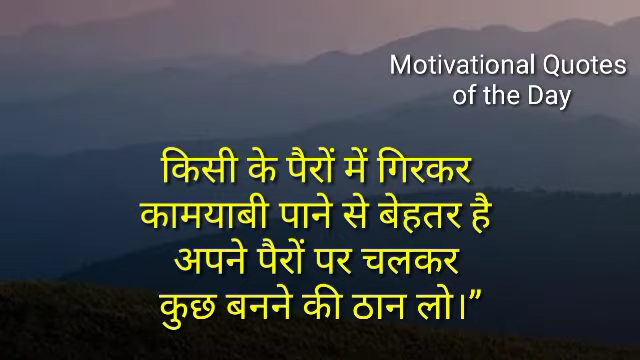 Motivational Quotes
of the Day
किसी के पैरों में गिरकर
कामयाबी पाने से बेहतर है
अपने पैरों पर चलकर
कुछ बनने की ठान लो।”